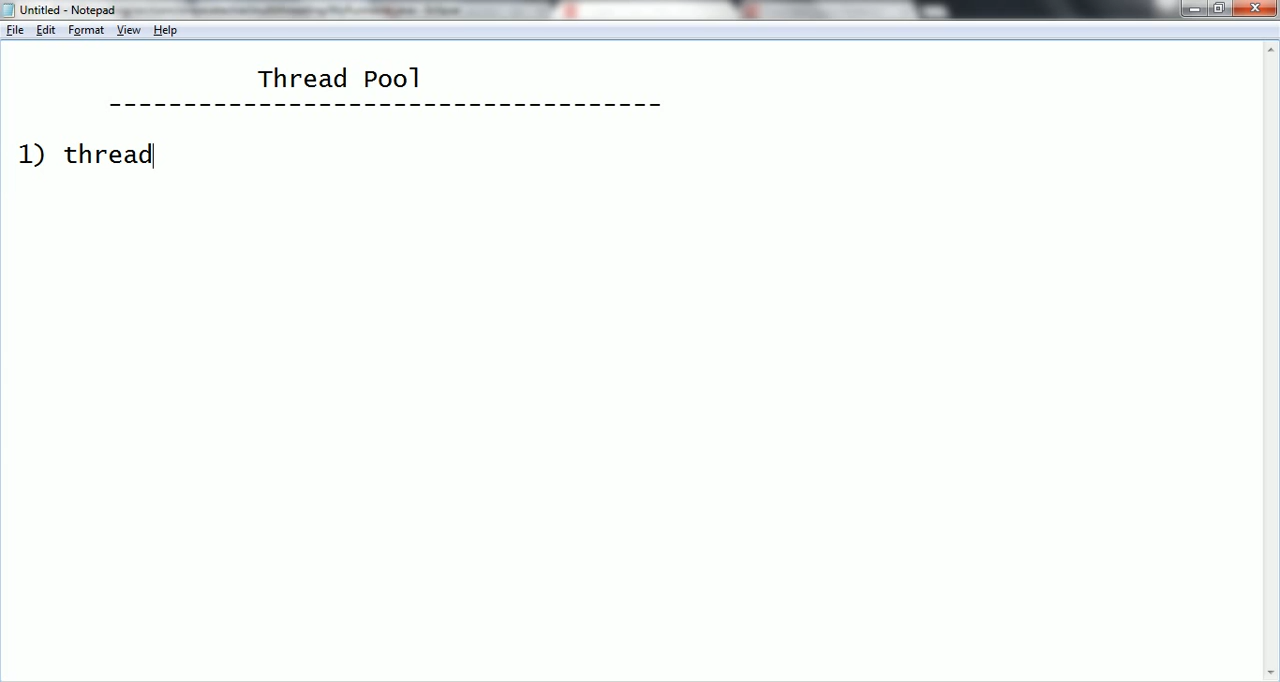 Untitled - Notepad
File Edit Format View Help
Thread Pool
-------------------------------------
1) thread